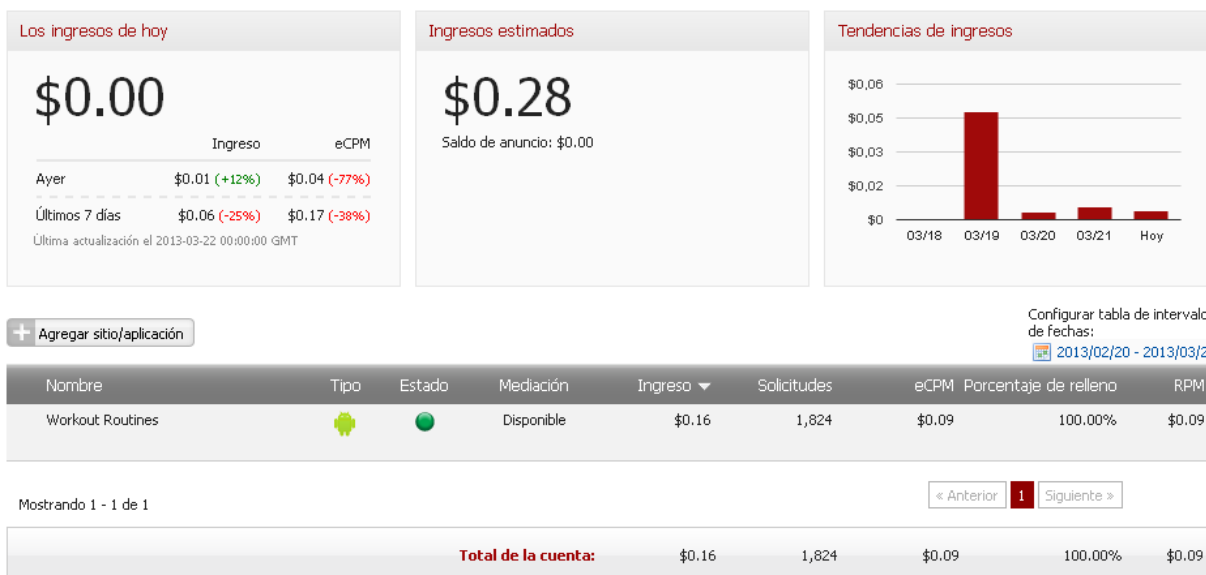 Los ingresos de hoy
$0.00
Ingreso eCPM
Ayer $0.01 (+12%) $0.04 (-77%)
Últimos 7 días $0.06 (-25%) $0.17 (-38%)
Última actualización el 2013-03-22 00:00:00 GMT
Ingresos estimados
$0.28
Saldo de anuncio: $0.00
Tendencias de ingresos
$0,06
$0,05
$0,03
$0,02
$0
03/18 03/19 03/20 03/21 Hoy
Agregar sitio/aplicación
Configurar tabla de intervalo
de fechas:
2013/02/20 - 2013/03/2
Nombre Tipo Estado Mediación Ingreso Solicitudes eCPM Porcentaje de relleno RPM
Workout Routines Disponible $0.16 1,824 $0.09 100.00% $0.09
Mostrando 1 - 1 de 1
« Anterior 1 Siguiente »
Total de la cuenta: $0.16 1,824 $0.09 100.00% $0.09